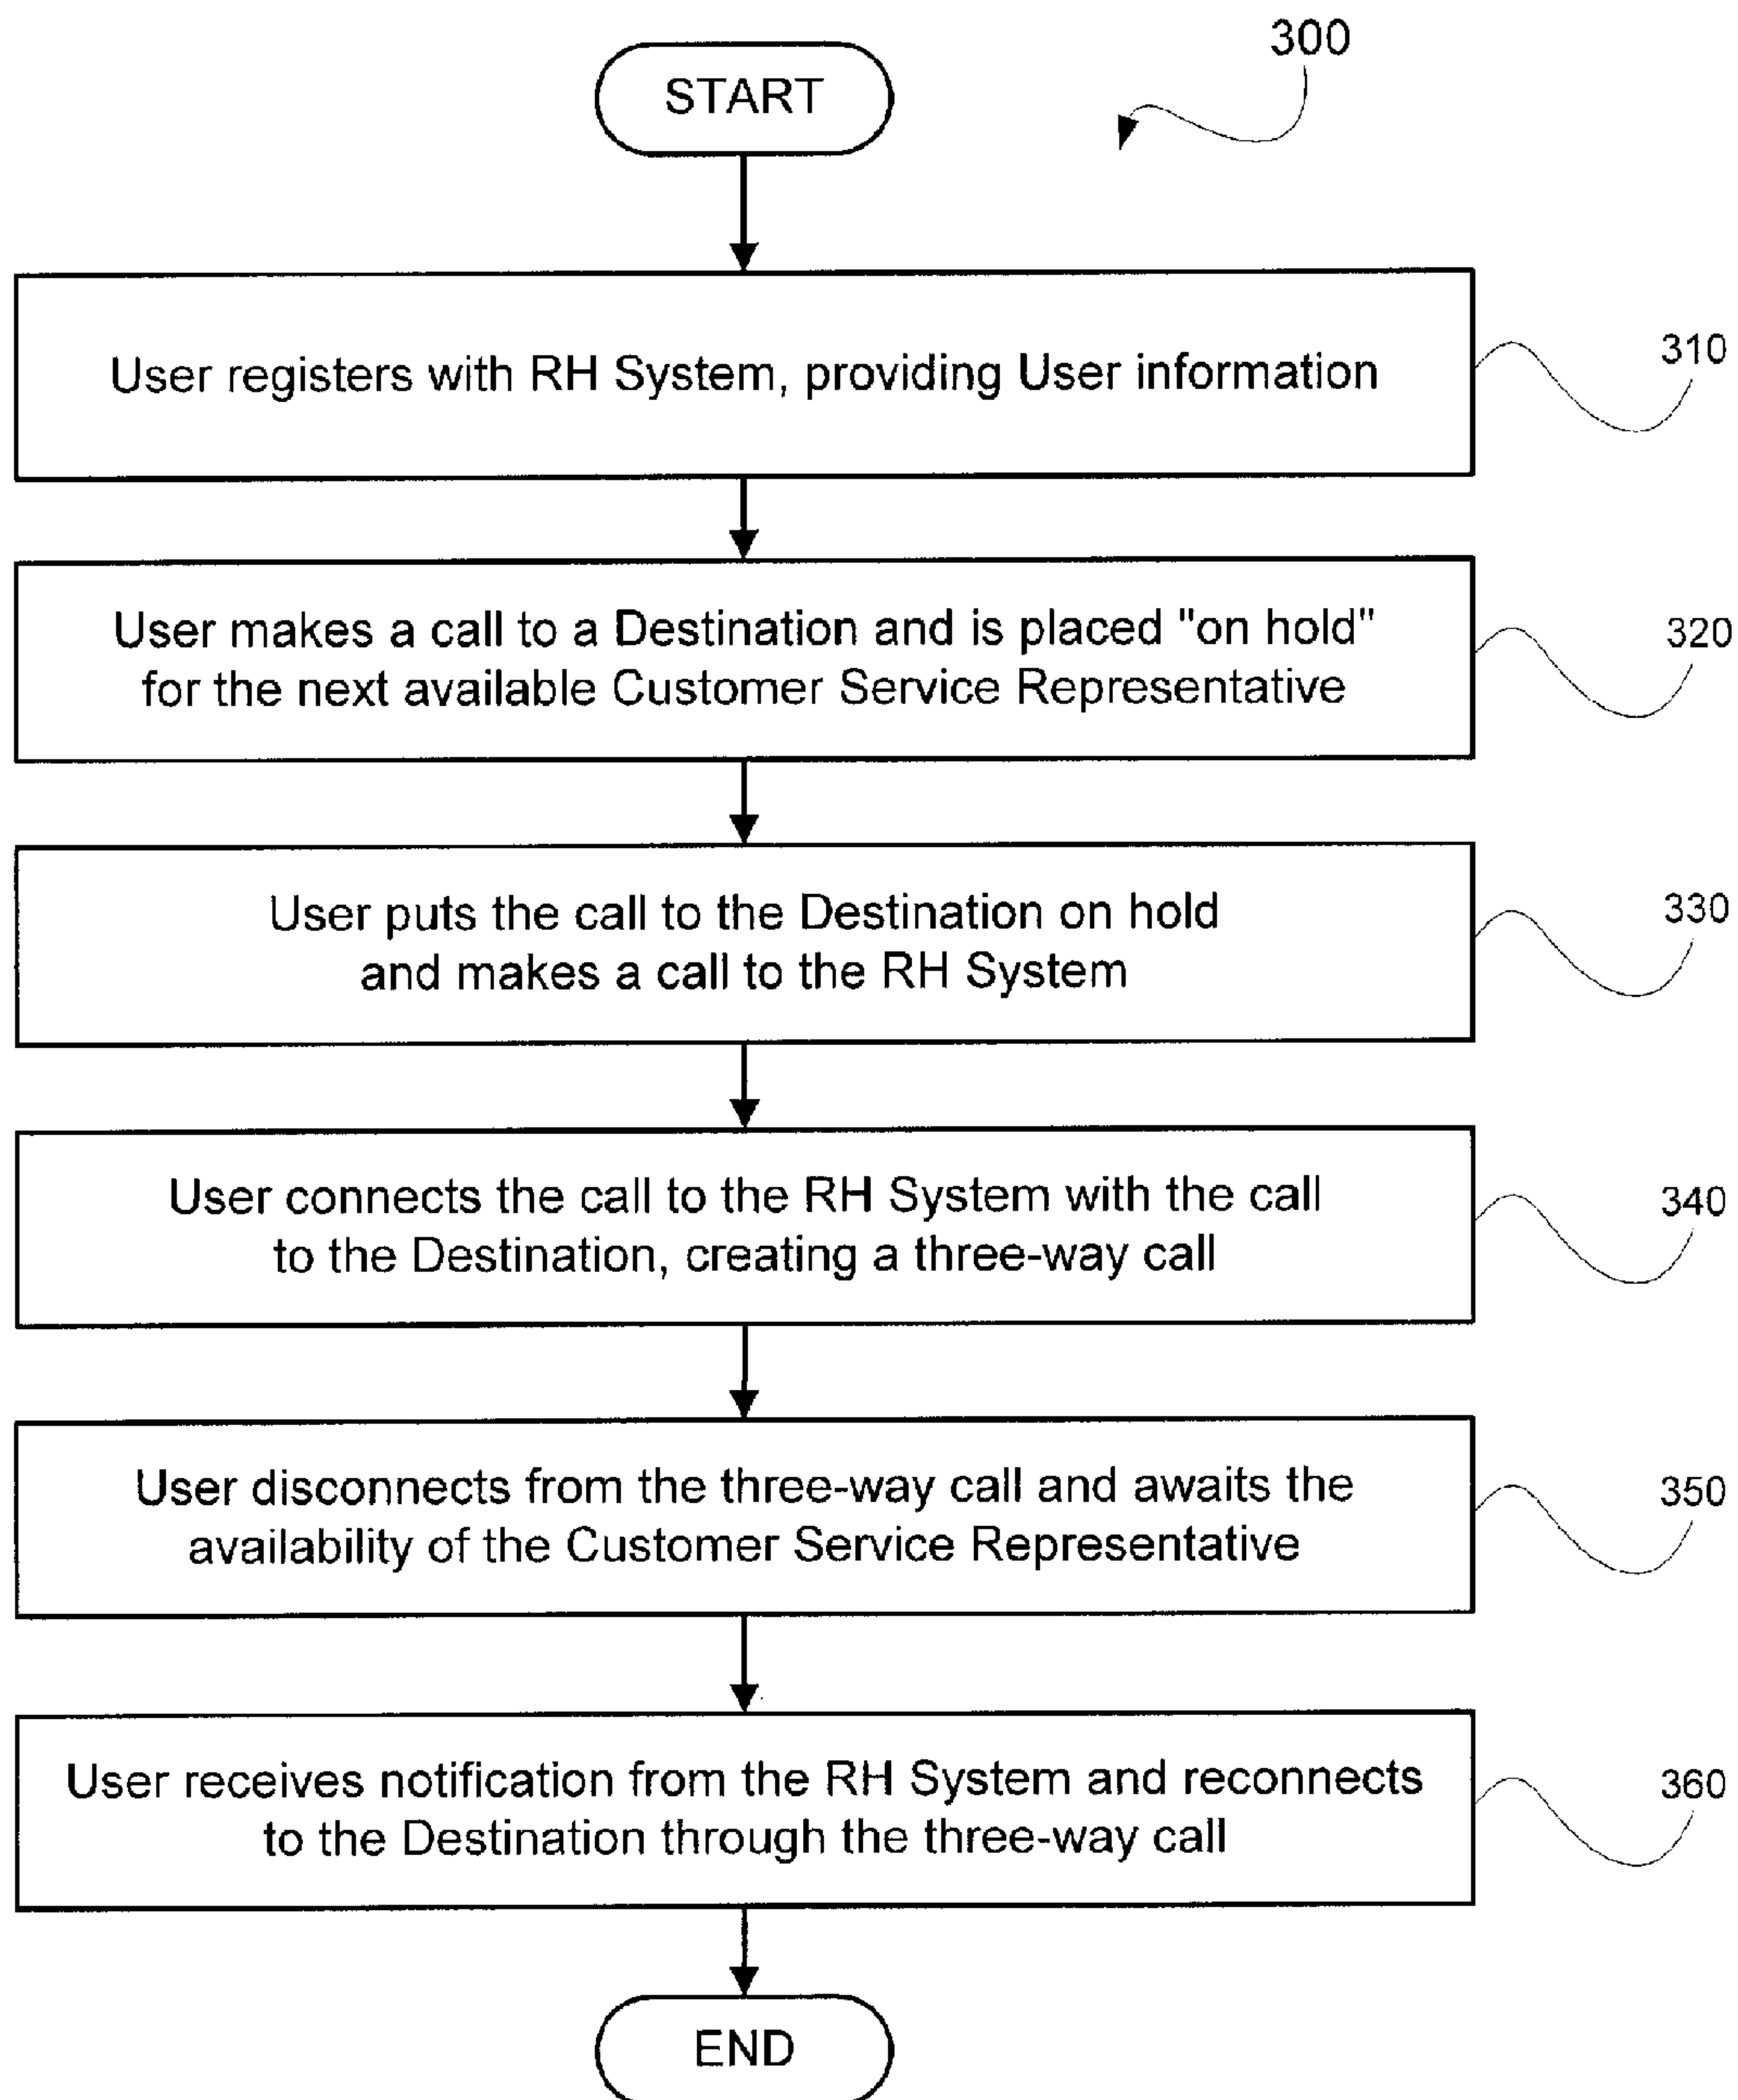 300
START
User registers with RH System, providing User information
310
User makes a call to a Destination and is placed "on hold"
for the next available Customer Service Representative
320
User puts the call to the Destination on hold
and makes a call to the RH System
330
User connects the call to the RH System with the call
to the Destination, creating a three-way call
340
User disconnects from the three-way call and awaits the
availability of the Customer Service Representative
350
User receives notification from the RH System and reconnects
to the Destination through the three-way call
360
END